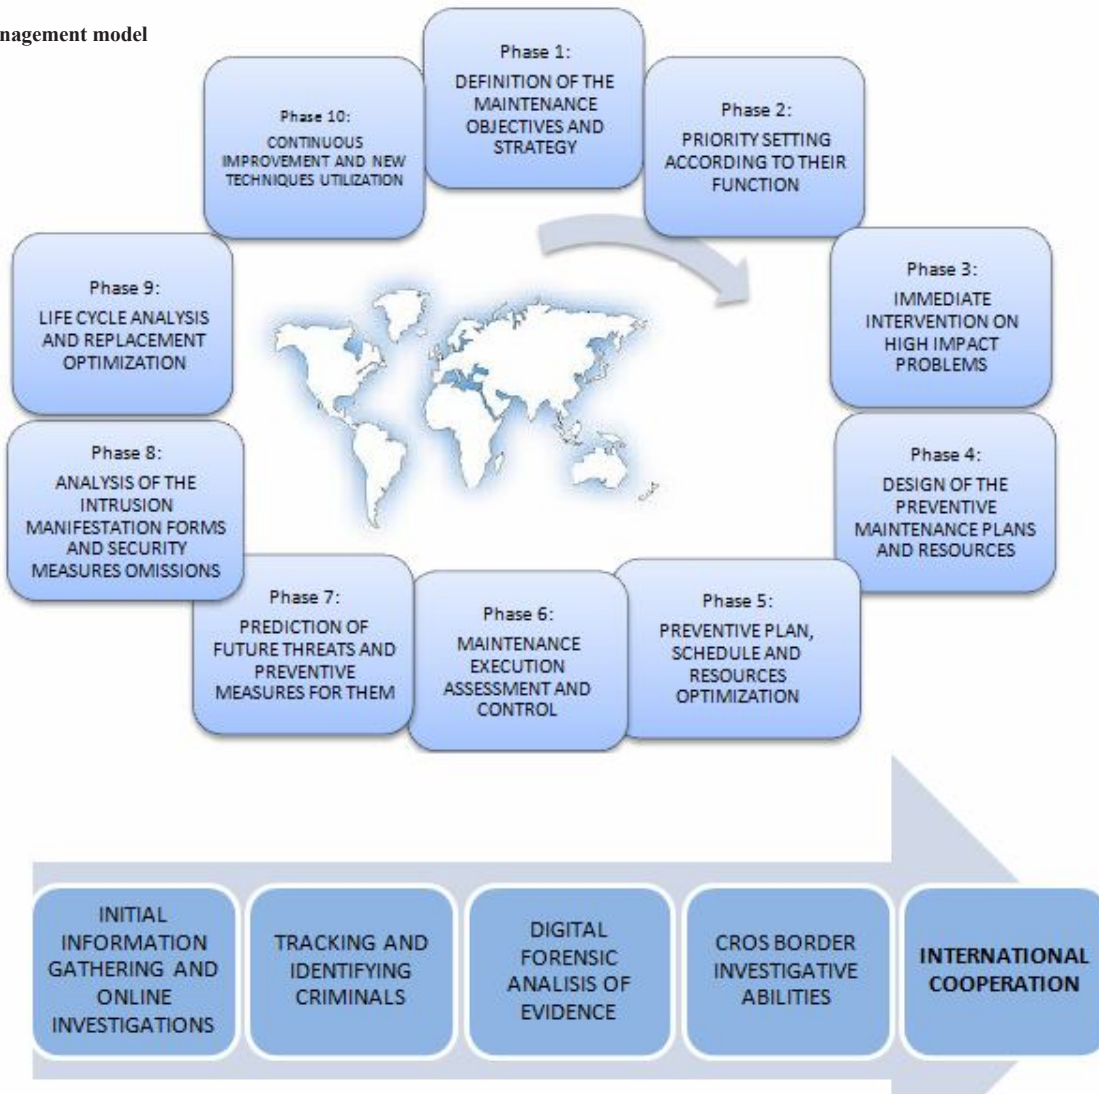 nagement model
Phase 1:
DEFINITION OF THE
MAINTENANCE
OBJECTIVES AND
STRATEGY
Phase 2:
PRIORITY SETTING
ACCORDING TO THEIR
FUNCTION
Phase 3:
IMMEDIATE
INTERVENTION ON
HIGH IMPACT
PROBLEMS
Phase 4:
DESIGN OF THE
PREVENTIVE
MAINTENANCE PLANS
AND RESOURCES
Phase 5:
PREVENTIVE PLAN,
SCHEDULE AND
RESOURCES
OPTIMIZATION
Phase 6:
MAINTENANCE
EXECUTION
ASSESSMENT AND
CONTROL
Phase 7:
PREDICTION OF
FUTURE THREATS AND
PREVENTIVE
MEASURES FOR THEM
Phase 8:
ANALYSIS OF THE
INTRUSION
MANIFESTATION FORMS
AND SECURITY
MEASURES OMISSIONS
Phase 9:
LIFE CYCLE ANALYSIS
AND REPLACEMENT
OPTIMIZATION
Phase 10:
CONTINUOUS
IMPROVEMENT AND NEW
TECHNIQUES UTILIZATION
INITIAL
INFORMATION
GATHERING AND
ONLINE
INVESTIGATIONS
TRACKING AND
IDENTIFYING
CRIMINALS
DIGITAL
FORENSIC
ANALISIS OF
EVIDENCE
CROS BORDER
INVESTIGATIVE
ABILITIES
INTERNATIONAL
COOPERATION